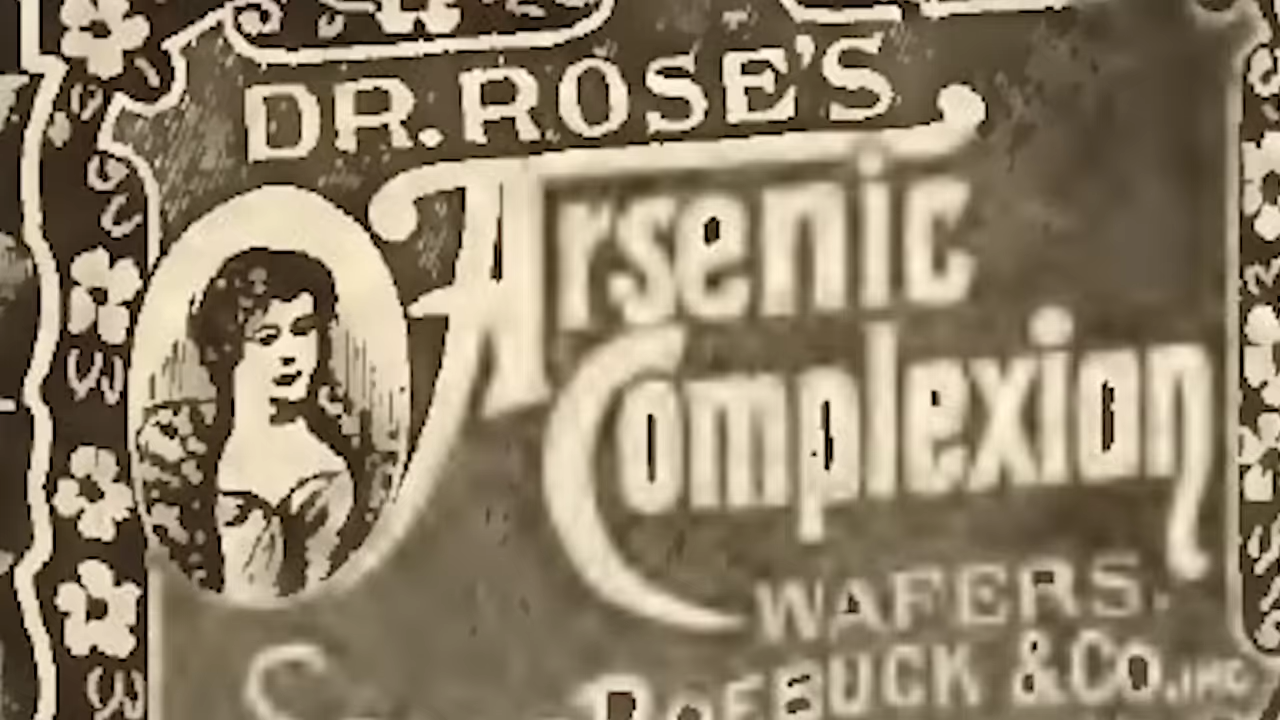 DR. ROSE'S
Arsenic
Complexion
WAFERS.
ROEBUCK & Co. INC